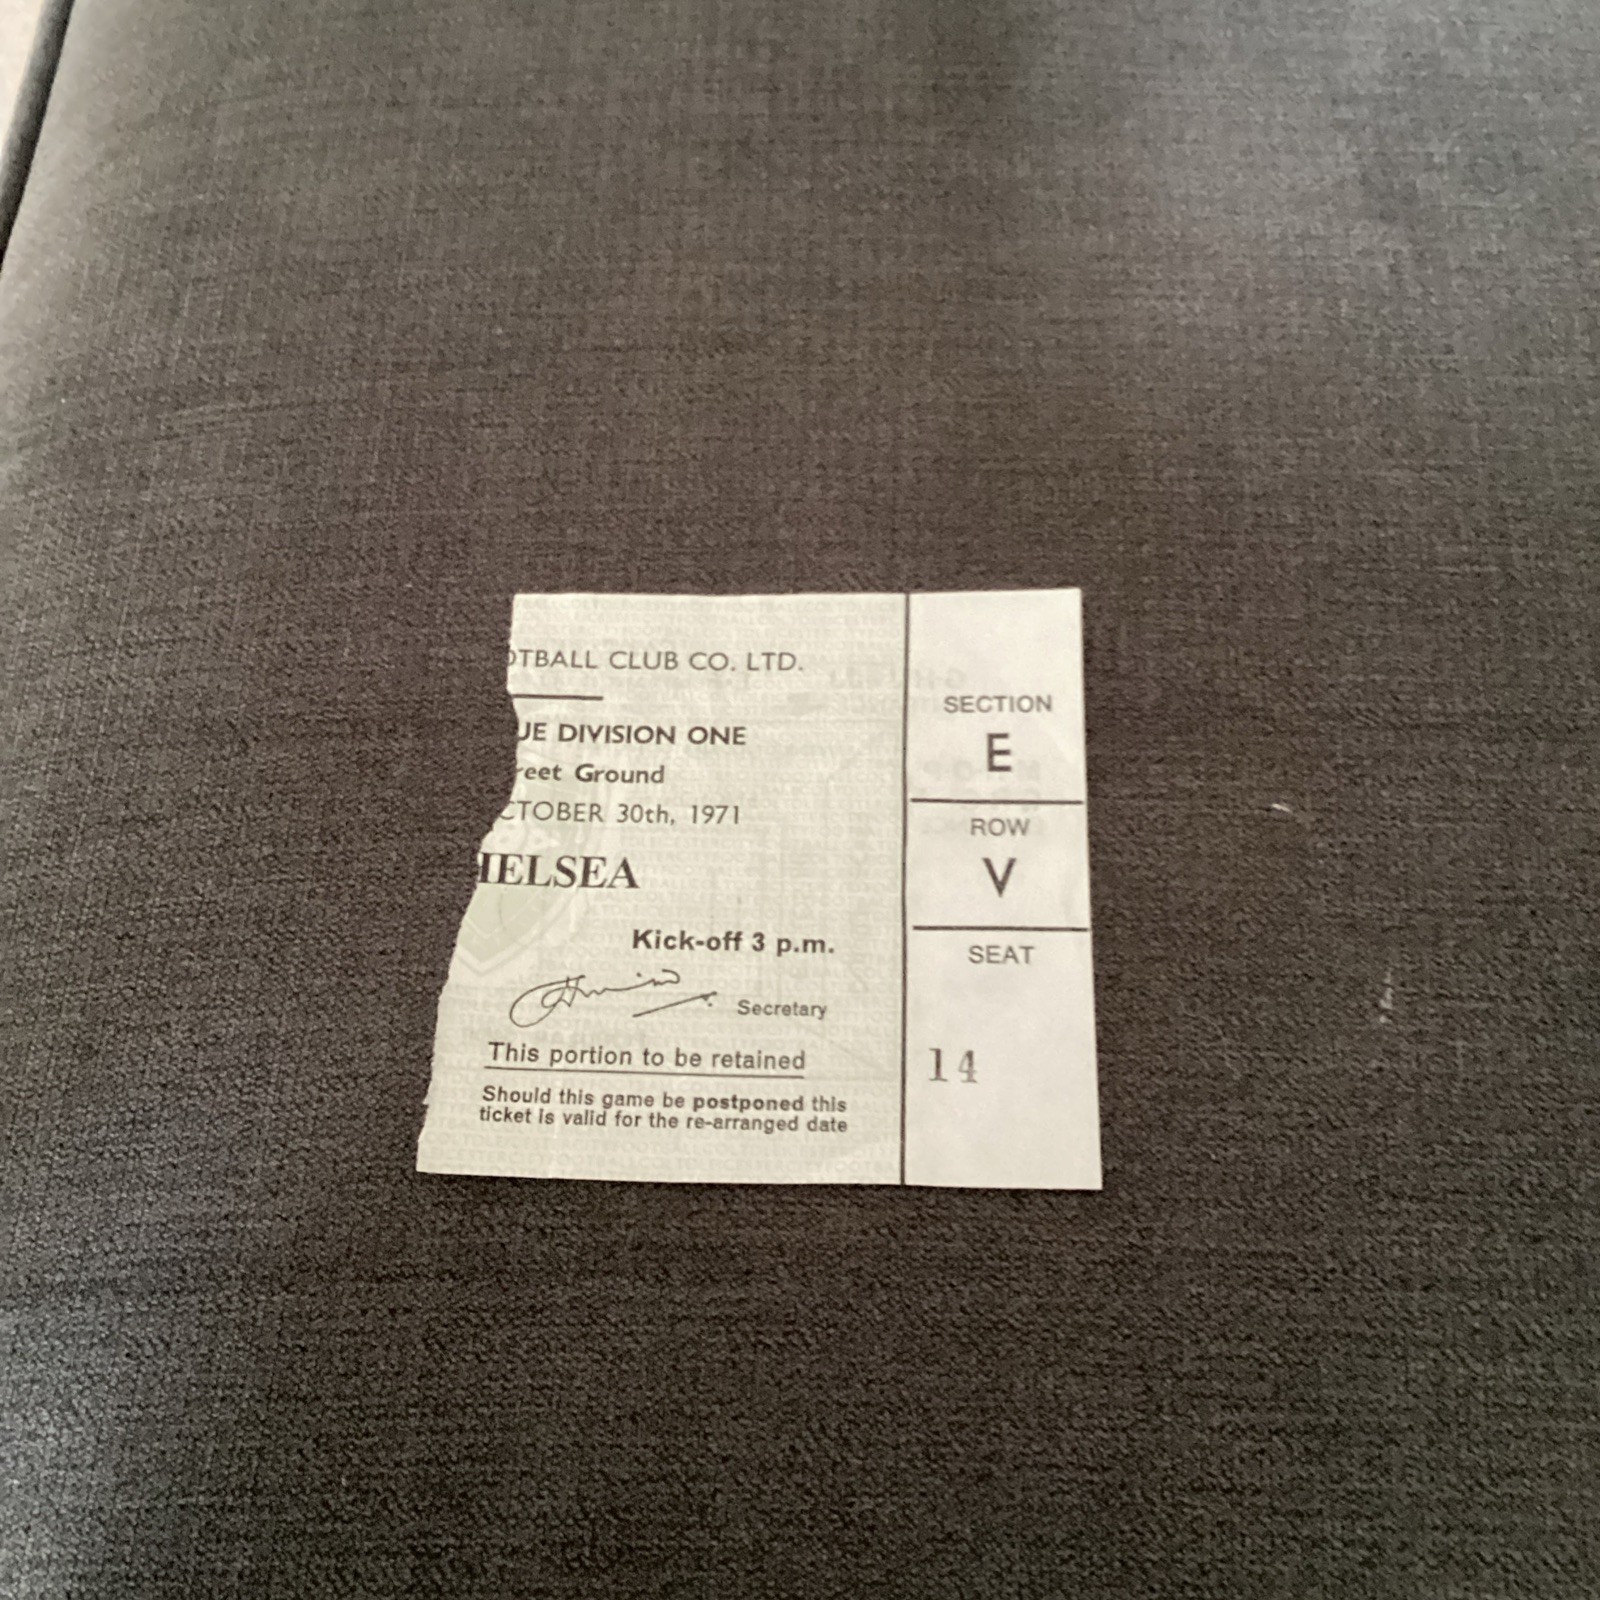 OTBALL CLUB CO. LTD.
UE DIVISION ONE
reet Ground
CTOBER 30th, 1971
HELSEA
Kick-off 3 p.m.
Secretary
This portion to be retained
Should this game be postponed this
ticket is valid for the re-arranged date
SECTION
E
ROW
V
SEAT
14